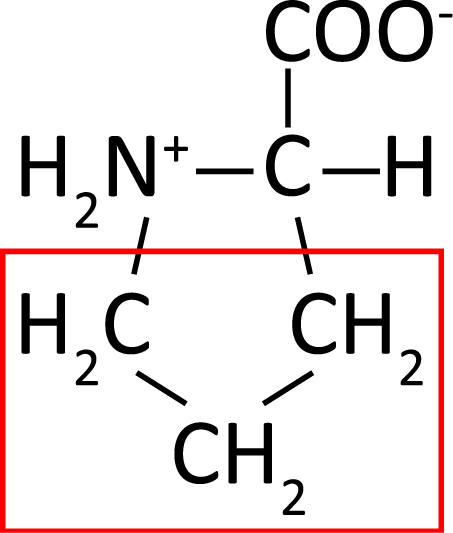 COO⁻
H₂N⁺ C H
H₂C CH₂
CH₂